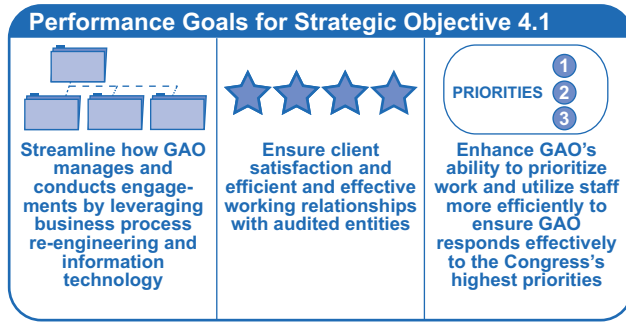 Performance Goals for Strategic Objective 4.1
Streamline how GAO
manages and
conducts engage-
ments by leveraging
business process
re-engineering and
information
technology
Ensure client
satisfaction and
efficient and effective
working relationships
with audited entities
PRIORITIES
1
2
3
Enhance GAO’s
ability to prioritize
work and utilize staff
more efficiently to
ensure GAO
responds effectively
to the Congress’s
highest priorities